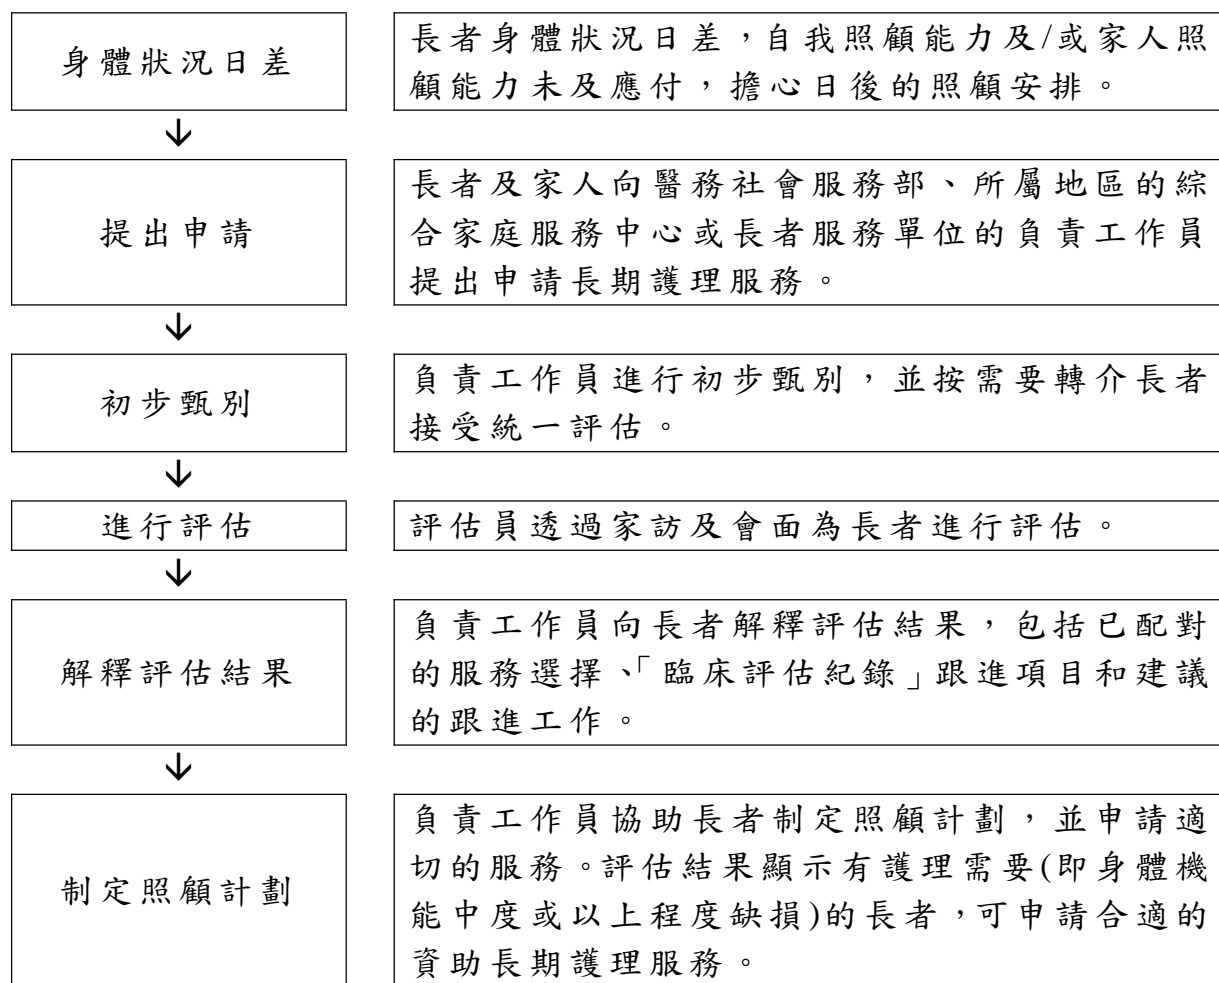 身體狀況日差
長者身體狀況日差，自我照顧能力及/或家人照
顧能力未及應付，擔心日後的照顧安排。
↓
提出申請
長者及家人向醫務社會服務部、所屬地區的綜
合家庭服務中心或長者服務單位的負責工作員
提出申請長期護理服務。
↓
初步甄別
負責工作員進行初步甄別，並按需要轉介長者
接受統一評估。
↓
進行評估
評估員透過家訪及會面為長者進行評估。
↓
解釋評估結果
負責工作員向長者解釋評估結果，包括已配對
的服務選擇、「臨床評估紀錄」跟進項目和建議
的跟進工作。
↓
制定照顧計劃
負責工作員協助長者制定照顧計劃，並申請適
切的服務。評估結果顯示有護理需要(即身體機
能中度或以上程度缺損)的長者，可申請合適的
資助長期護理服務。